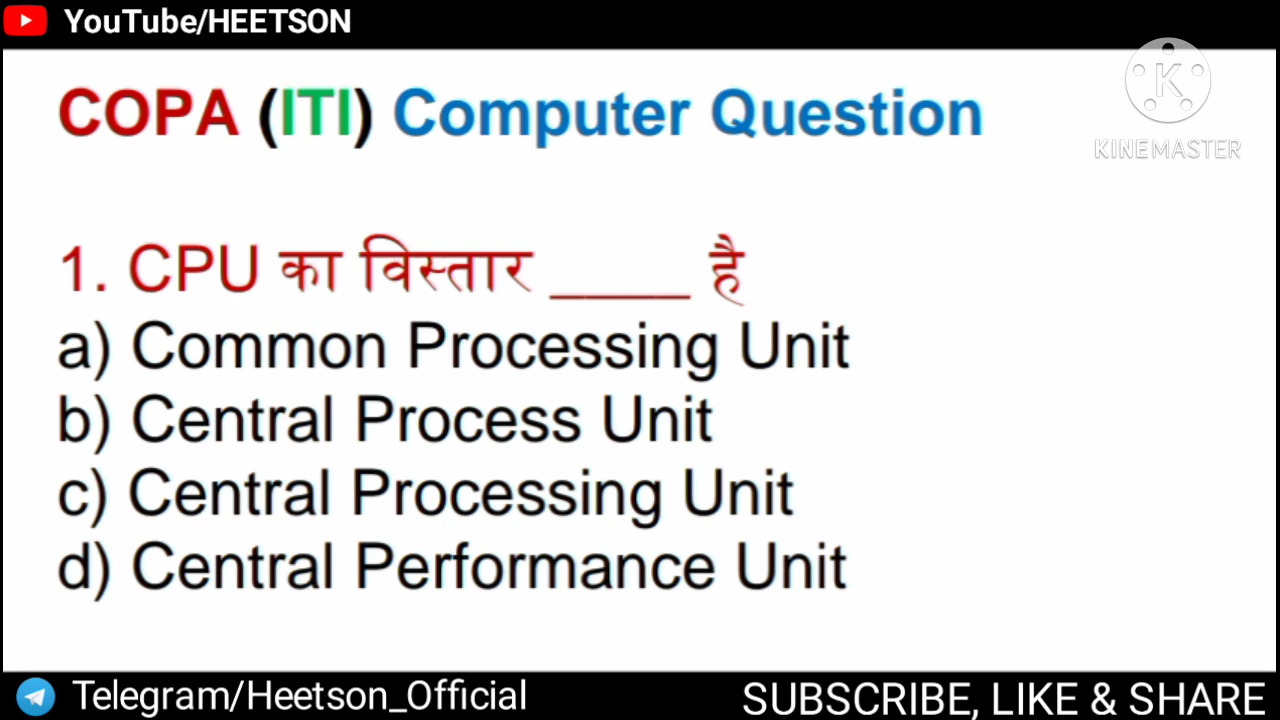 YouTube/HEETSON
COPA (ITI) Computer Question
K
KINEMASTER
1. CPU का विस्तार ____ है
a) Common Processing Unit
b) Central Process Unit
c) Central Processing Unit
d) Central Performance Unit
Telegram/Heetson_Official
SUBSCRIBE, LIKE & SHARE